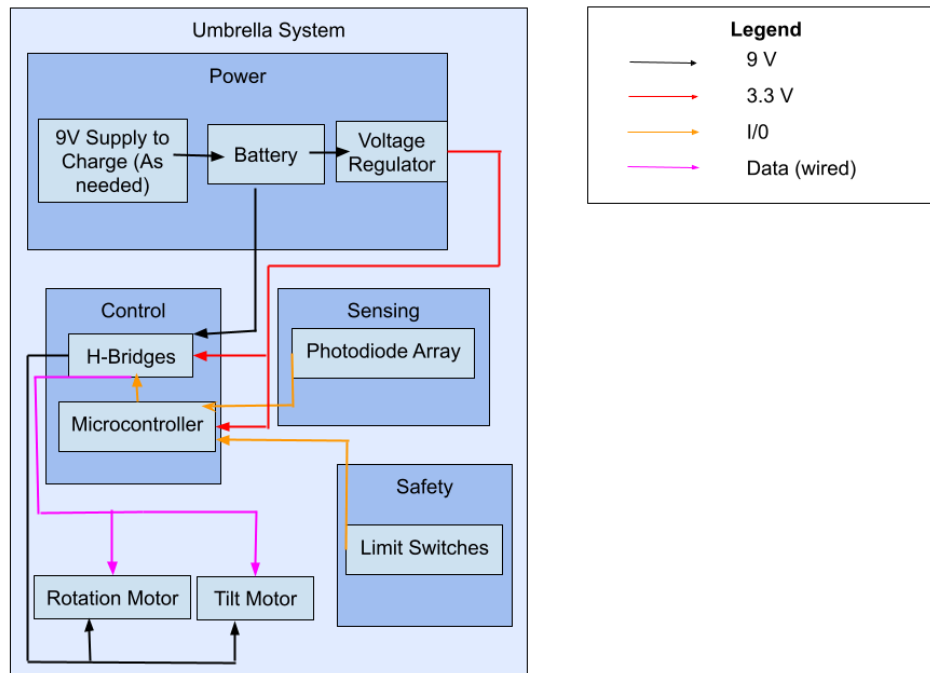 Umbrella System
Power
9V Supply to
Charge (As
needed)
Battery
Voltage
Regulator
Control
H-Bridges
Microcontroller
Sensing
Photodiode Array
Safety
Limit Switches
Rotation Motor
Tilt Motor
Legend
9 V
3.3 V
I/0
Data (wired)